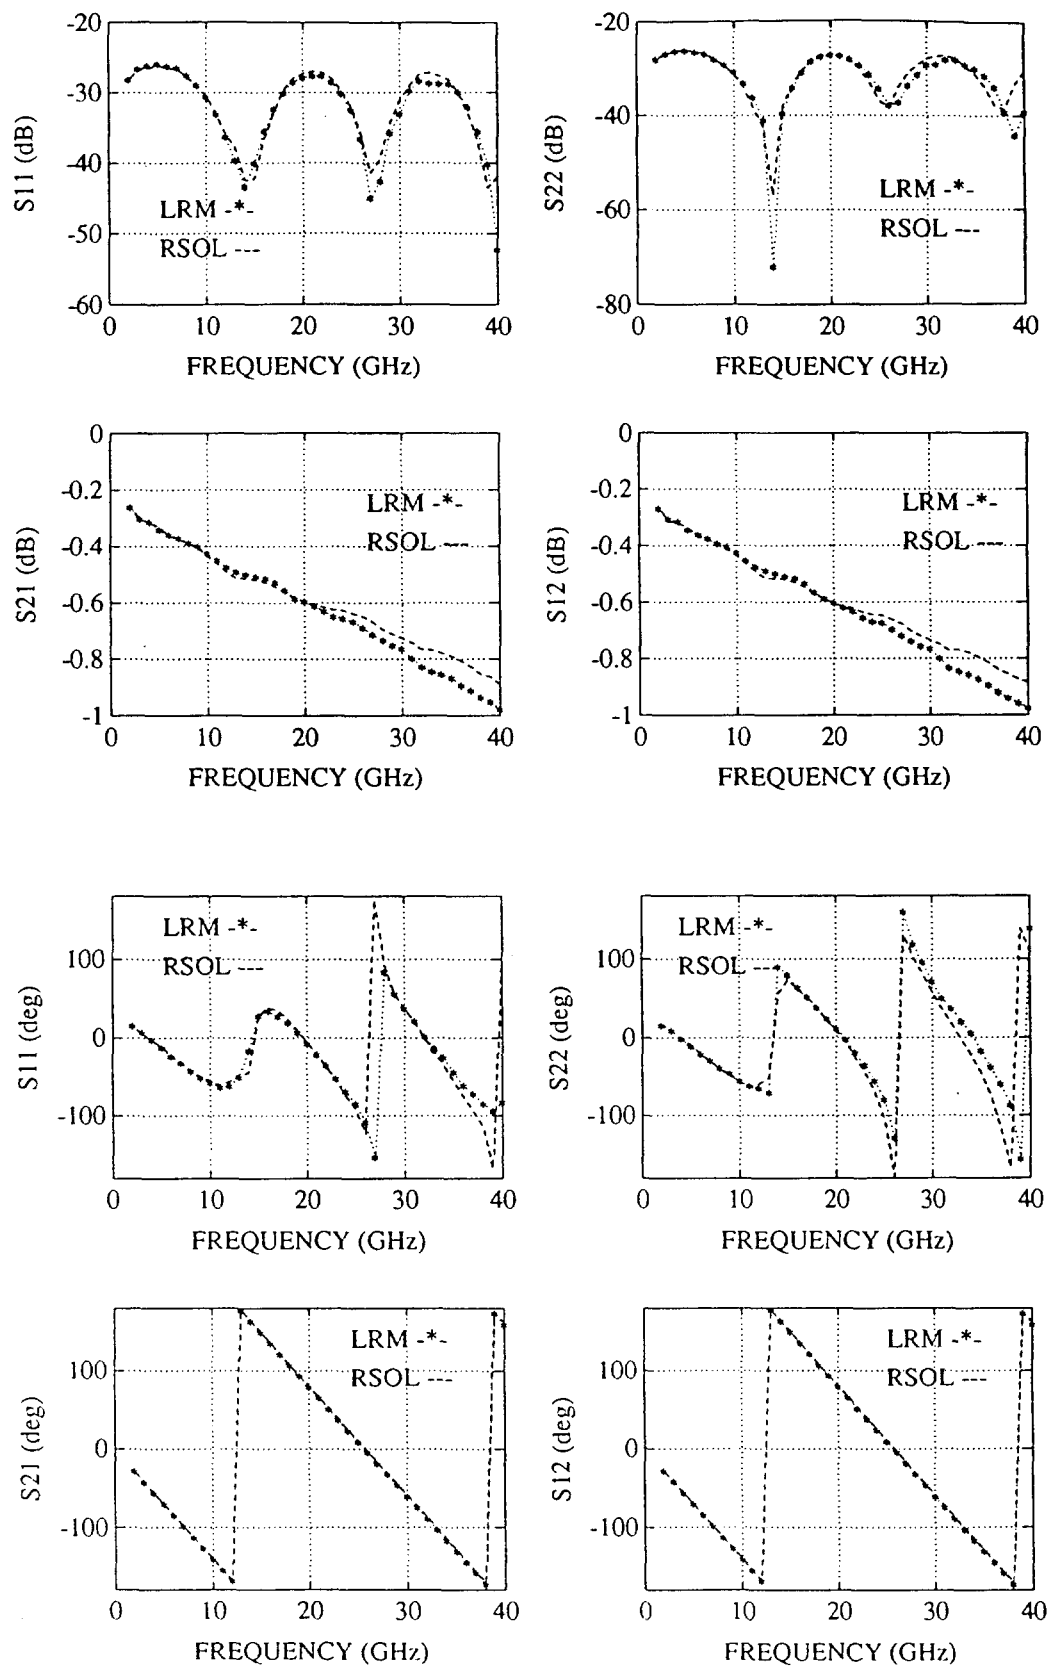 -20
-30
-40
-50
-60
S11 (dB)
LRM -*-
RSOL ---
0 10 20 30 40
FREQUENCY (GHz)
-20
-40
-60
-80
S22 (dB)
LRM -*-
RSOL ---
0 10 20 30 40
FREQUENCY (GHz)
0
-0.2
-0.4
-0.6
-0.8
-1
S21 (dB)
LRM -*-
RSOL ---
0 10 20 30 40
FREQUENCY (GHz)
0
-0.2
-0.4
-0.6
-0.8
-1
S12 (dB)
LRM -*-
RSOL ---
0 10 20 30 40
FREQUENCY (GHz)
100
0
-100
S11 (deg)
LRM -*-
RSOL ---
0 10 20 30 40
FREQUENCY (GHz)
100
0
-100
S22 (deg)
LRM -*-
RSOL ---
0 10 20 30 40
FREQUENCY (GHz)
100
0
-100
S21 (deg)
LRM -*-
RSOL ---
0 10 20 30 40
FREQUENCY (GHz)
100
0
-100
S12 (deg)
LRM -*-
RSOL ---
0 10 20 30 40
FREQUENCY (GHz)